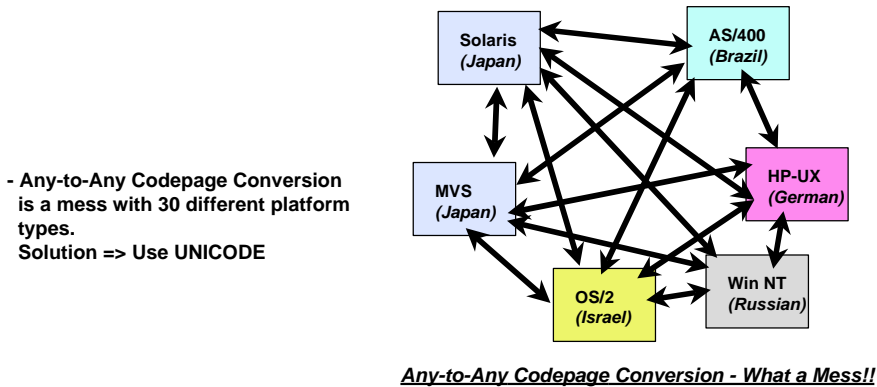 - Any-to-Any Codepage Conversion
is a mess with 30 different platform
types.
Solution => Use UNICODE
Solaris
(Japan)
AS/400
(Brazil)
MVS
(Japan)
HP-UX
(German)
OS/2
(Israel)
Win NT
(Russian)
Any-to-Any Codepage Conversion - What a Mess!!